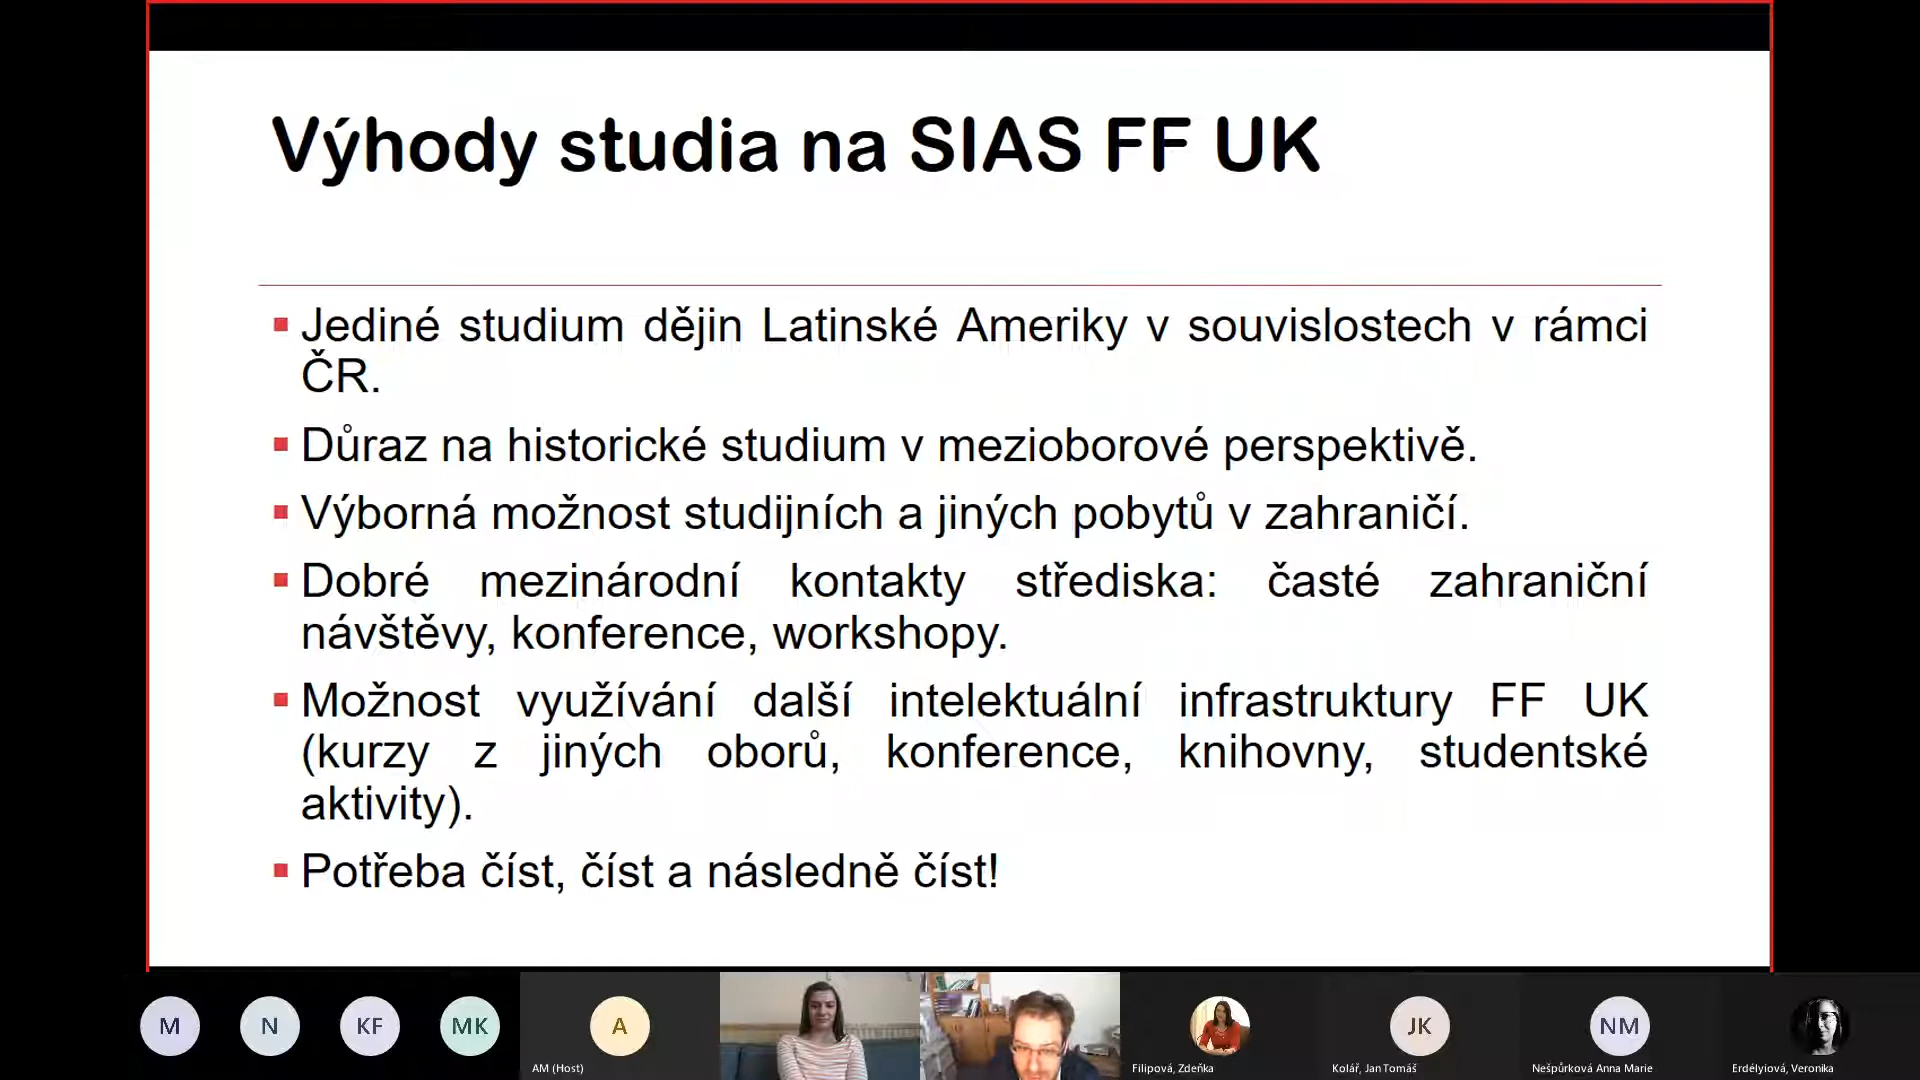 Výhody studia na SIAS FF UK
Jediné studium dějin Latinské Ameriky v souvislostech v rámci
ČR.
Důraz na historické studium v mezioborové perspektivě.
Výborná možnost studijních a jiných pobytů v zahraničí.
Dobré mezinárodní kontakty střediska: časté zahraniční
návštěvy, konference, workshopy.
Možnost využívání další intelektuální infrastruktury FF UK
(kurzy z jiných oborů, konference, knihovny, studentské
aktivity).
Potřeba číst, číst a následně číst!
M
N
KF
MK
A
JK
NM
AM (Host)
Filipová, Zdeňka
Kolář, Jan Tomáš
Nešpůrková Anna Marie
Erdélyiová, Veronika